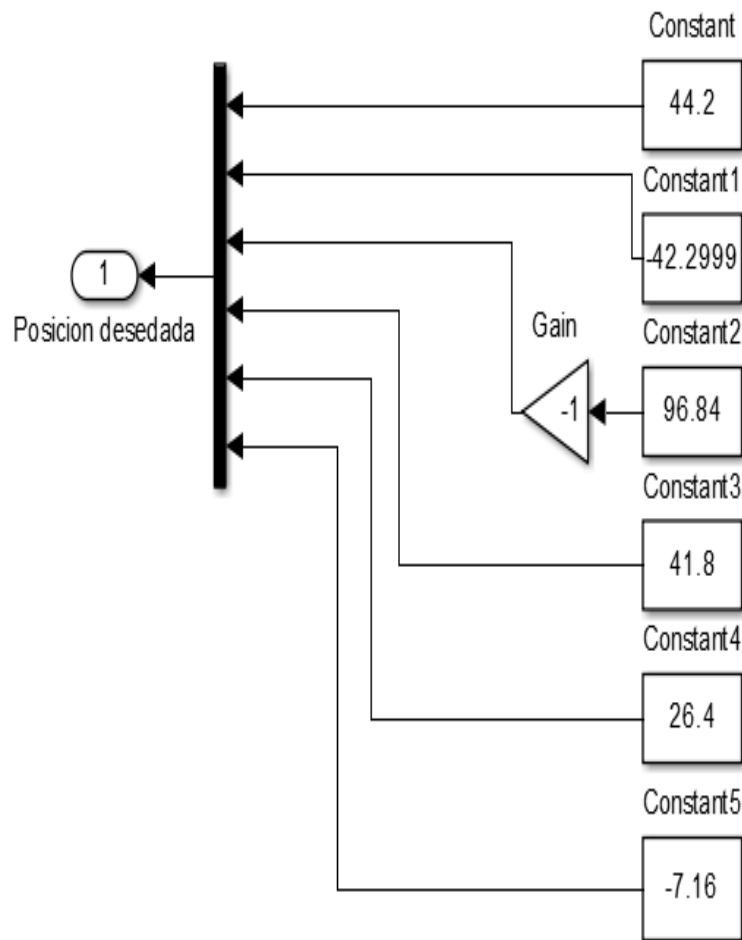 Constant
44.2
Constant1
-42.2999
1
Posicion desedada
Gain
Constant2
-1
96.84
Constant3
41.8
Constant4
26.4
Constant5
-7.16